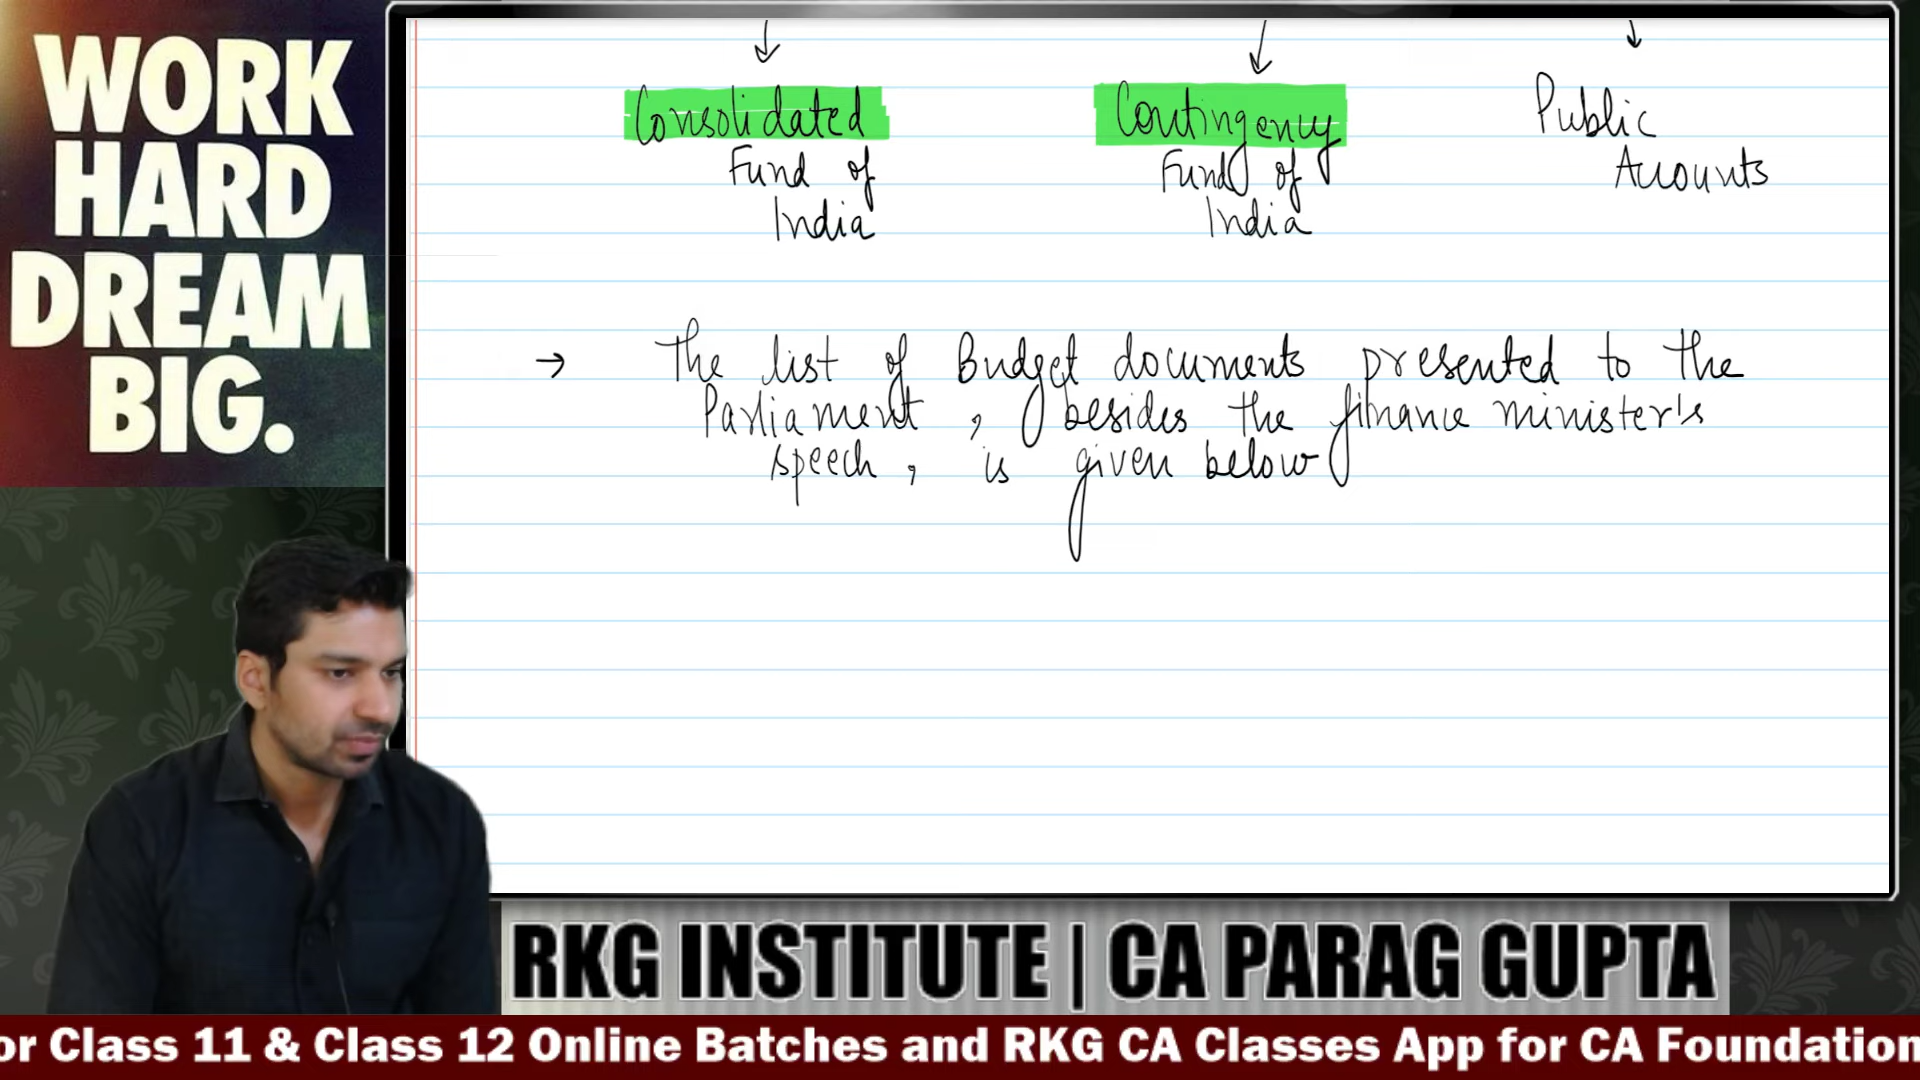 WORK
HARD
DREAM
BIG.
Consolidated
Fund of
India
Contingency
Fund of
India
Public
Accounts
→ The list of Budget documents presented to the
Parliament, besides the finance minister's
speech, is given below
RKG INSTITUTE | CA PARAG GUPTA
or Class 11 & Class 12 Online Batches and RKG CA Classes App for CA Foundation